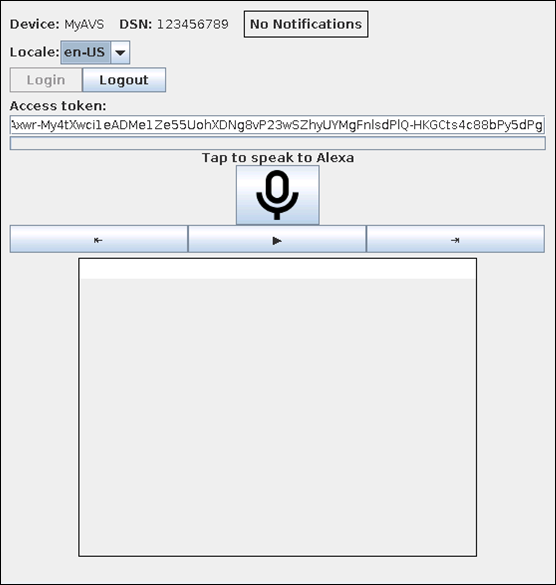 Device: MyAVS DSN: 123456789 No Notifications
Locale: en-US
Login Logout
Access token:
Axwr-My4tXwci1eADMe1Ze55UohXDNg8vP23wSZhyUYMgFnlsdPlQ-HKGCts4c88bPy5dPg
Tap to speak to Alexa